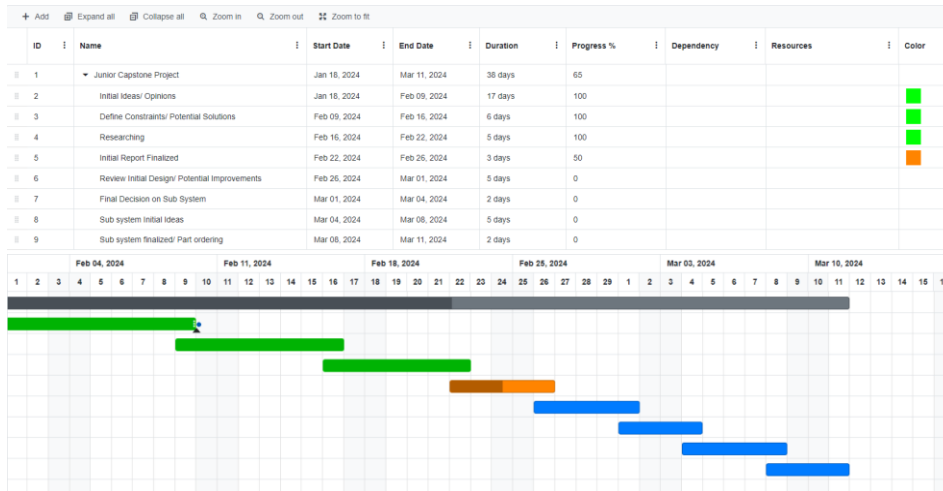 + Add Expand all Collapse all Zoom in Zoom out Zoom to fit
ID Name Start Date End Date Duration Progress % Dependency Resources Color
1 Junior Capstone Project Jan 18, 2024 Mar 11, 2024 38 days 65
2 Initial Ideas/ Opinions Jan 18, 2024 Feb 09, 2024 17 days 100
3 Define Constraints/ Potential Solutions Feb 09, 2024 Feb 16, 2024 6 days 100
4 Researching Feb 16, 2024 Feb 22, 2024 5 days 100
5 Initial Report Finalized Feb 22, 2024 Feb 26, 2024 3 days 50
6 Review Initial Design/ Potential Improvements Feb 26, 2024 Mar 01, 2024 5 days 0
7 Final Decision on Sub System Mar 01, 2024 Mar 04, 2024 2 days 0
8 Sub system Initial Ideas Mar 04, 2024 Mar 08, 2024 5 days 0
9 Sub system finalized/ Part ordering Mar 08, 2024 Mar 11, 2024 2 days 0
Feb 04, 2024 Feb 11, 2024 Feb 18, 2024 Feb 25, 2024 Mar 03, 2024 Mar 10, 2024
1 2 3 4 5 6 7 8 9 10 11 12 13 14 15 16 17 18 19 20 21 22 23 24 25 26 27 28 29 1 2 3 4 5 6 7 8 9 10 11 12 13 14 15